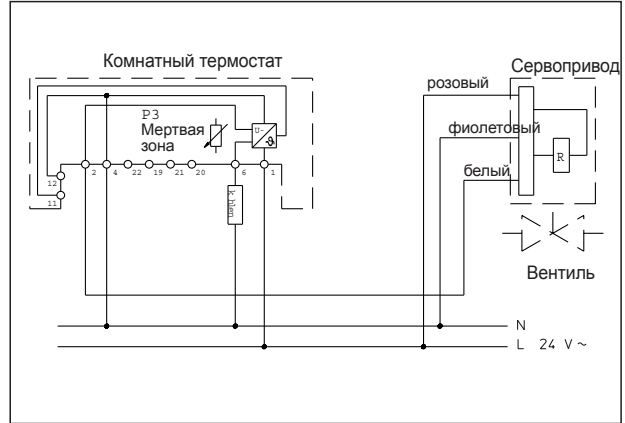 Комнатный термостат
Сервопривод
розовый
P3
Мертвая
зона
U~
ϑ
фиолетовый
R
белый
2 4 22 19 21 20 6 1
12
11
Вентиль
N
L 24 V ~